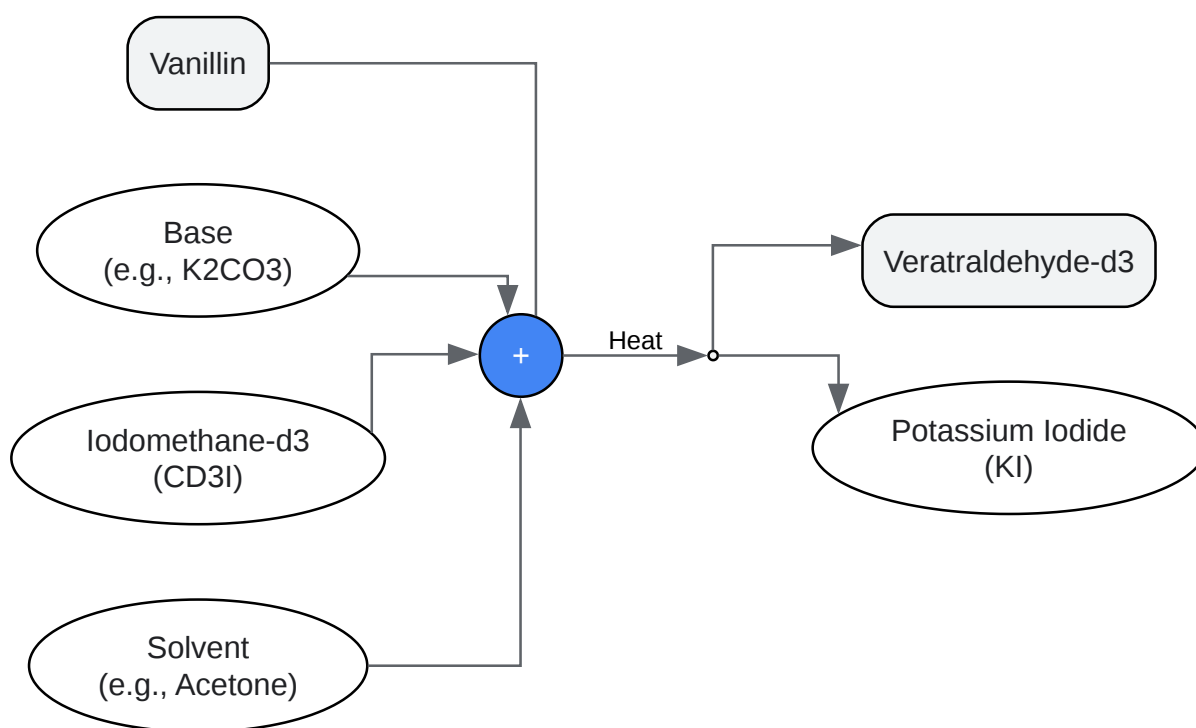 Vanillin
Base
(e.g., K2CO3)
Iodomethane-d3
(CD3I)
Solvent
(e.g., Acetone)
+
Heat
Veratraldehyde-d3
Potassium Iodide
(KI)